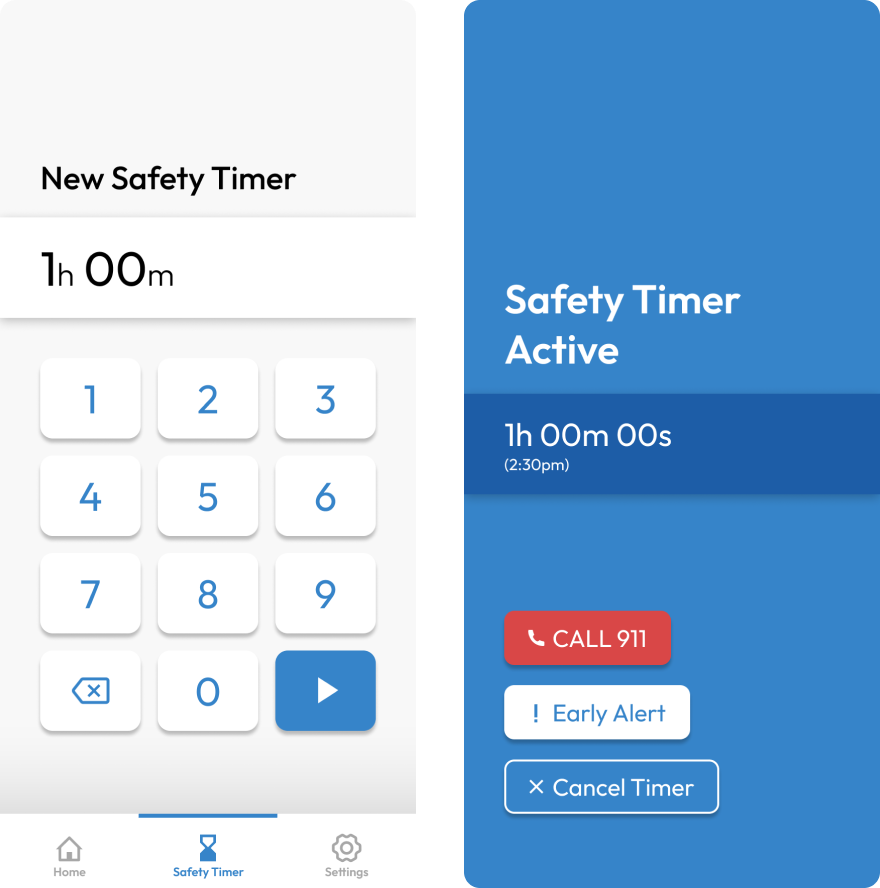 New Safety Timer
1h 00m
1 2 3
4 5 6
7 8 9
0
Home Safety Timer Settings
Safety Timer
Active
1h 00m 00s
(2:30pm)
CALL 911
! Early Alert
Cancel Timer